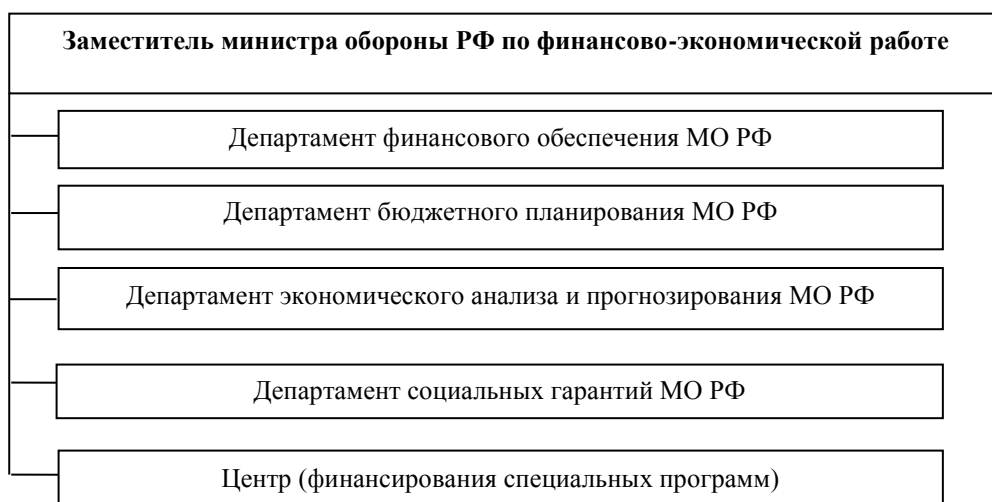 Заместитель министра обороны РФ по финансово-экономической работе
Департамент финансового обеспечения МО РФ
Департамент бюджетного планирования МО РФ
Департамент экономического анализа и прогнозирования МО РФ
Департамент социальных гарантий МО РФ
Центр (финансирования специальных программ)